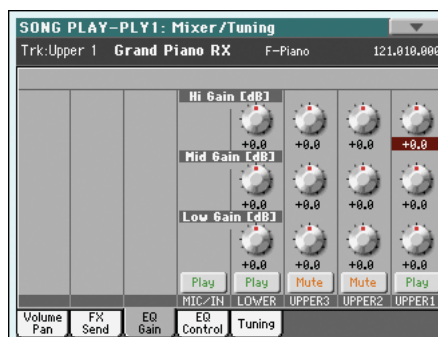 SONG PLAY-PLY1: Mixer/Tuning
Trk:Upper 1 Grand Piano RX F-Piano 121.010.000
Hi Gain [dB]
+0.0 +0.0 +0.0 +0.0
Mid Gain [dB]
+0.0 +0.0 +0.0 +0.0
Low Gain [dB]
+0.0 +0.0 +0.0 +0.0
Play Play Mute Mute Play
MIC/IN LOWER UPPER3 UPPER2 UPPER1
Volume Pan FX Send EQ Gain EQ Control Tuning